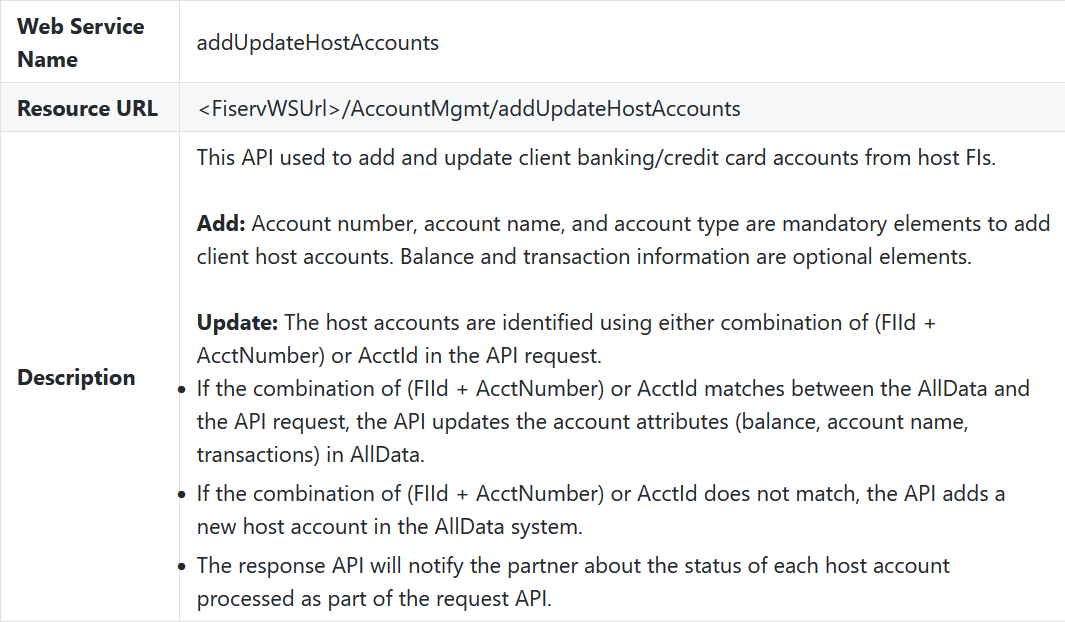 Web Service
Name
addUpdateHostAccounts
Resource URL
<FiservWSUrl>/AccountMgmt/addUpdateHostAccounts
Description
This API used to add and update client banking/credit card accounts from host FIs.
Add: Account number, account name, and account type are mandatory elements to add
client host accounts. Balance and transaction information are optional elements.
Update: The host accounts are identified using either combination of (FIId +
AcctNumber) or AcctId in the API request.
• If the combination of (FIId + AcctNumber) or AcctId matches between the AllData and
the API request, the API updates the account attributes (balance, account name,
transactions) in AllData.
• If the combination of (FIId + AcctNumber) or AcctId does not match, the API adds a
new host account in the AllData system.
• The response API will notify the partner about the status of each host account
processed as part of the request API.